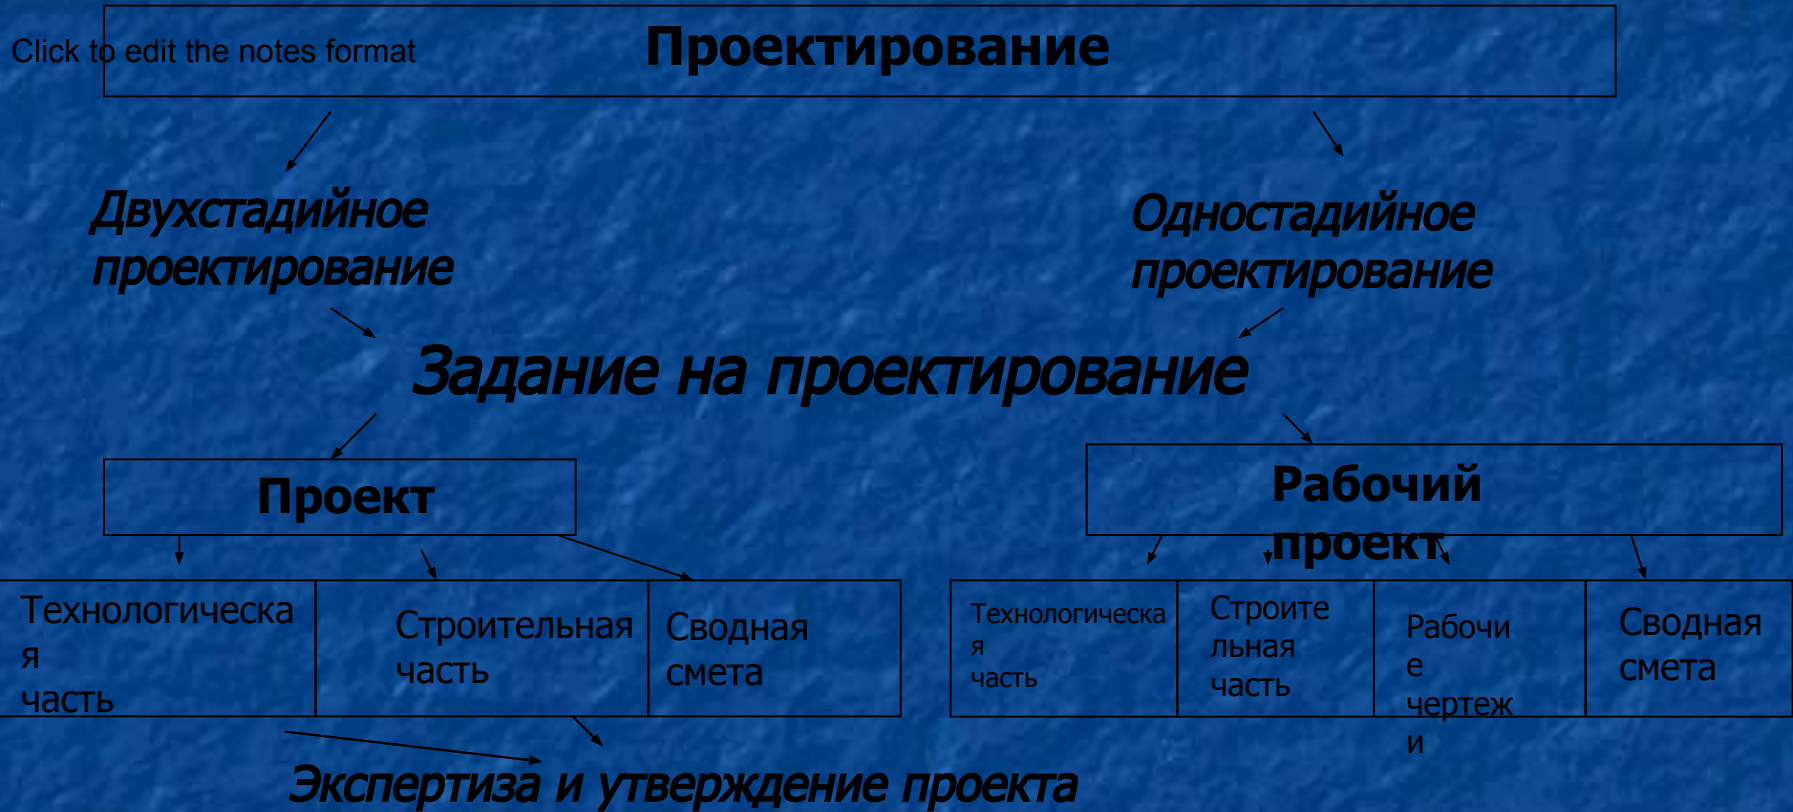 Click to edit the notes format
Проектирование
Двухстадийное
проектирование
Одностадийное
проектирование
Задание на проектирование
Проект
Рабочий
проект
Технологическа
я
часть
Строительная
часть
Сводная
смета
Технологическа
я
часть
Строите
льная
часть
Рабочи
е
чертеж
и
Сводная
смета
Экспертиза и утверждение проекта